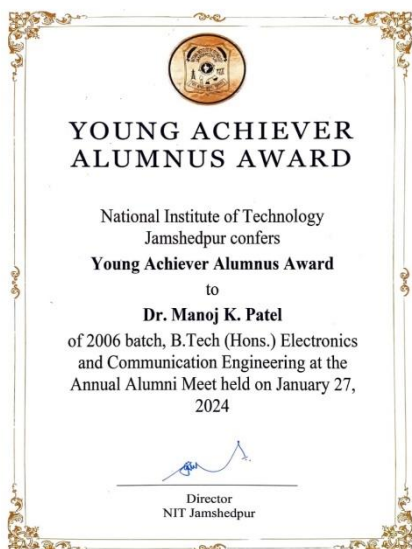 YOUNG ACHIEVER
ALUMNUS AWARD
National Institute of Technology
Jamshedpur confers
Young Achiever Alumnus Award
to
Dr. Manoj K. Patel
of 2006 batch, B.Tech (Hons.) Electronics
and Communication Engineering at the
Annual Alumni Meet held on January 27,
2024
Director
NIT Jamshedpur